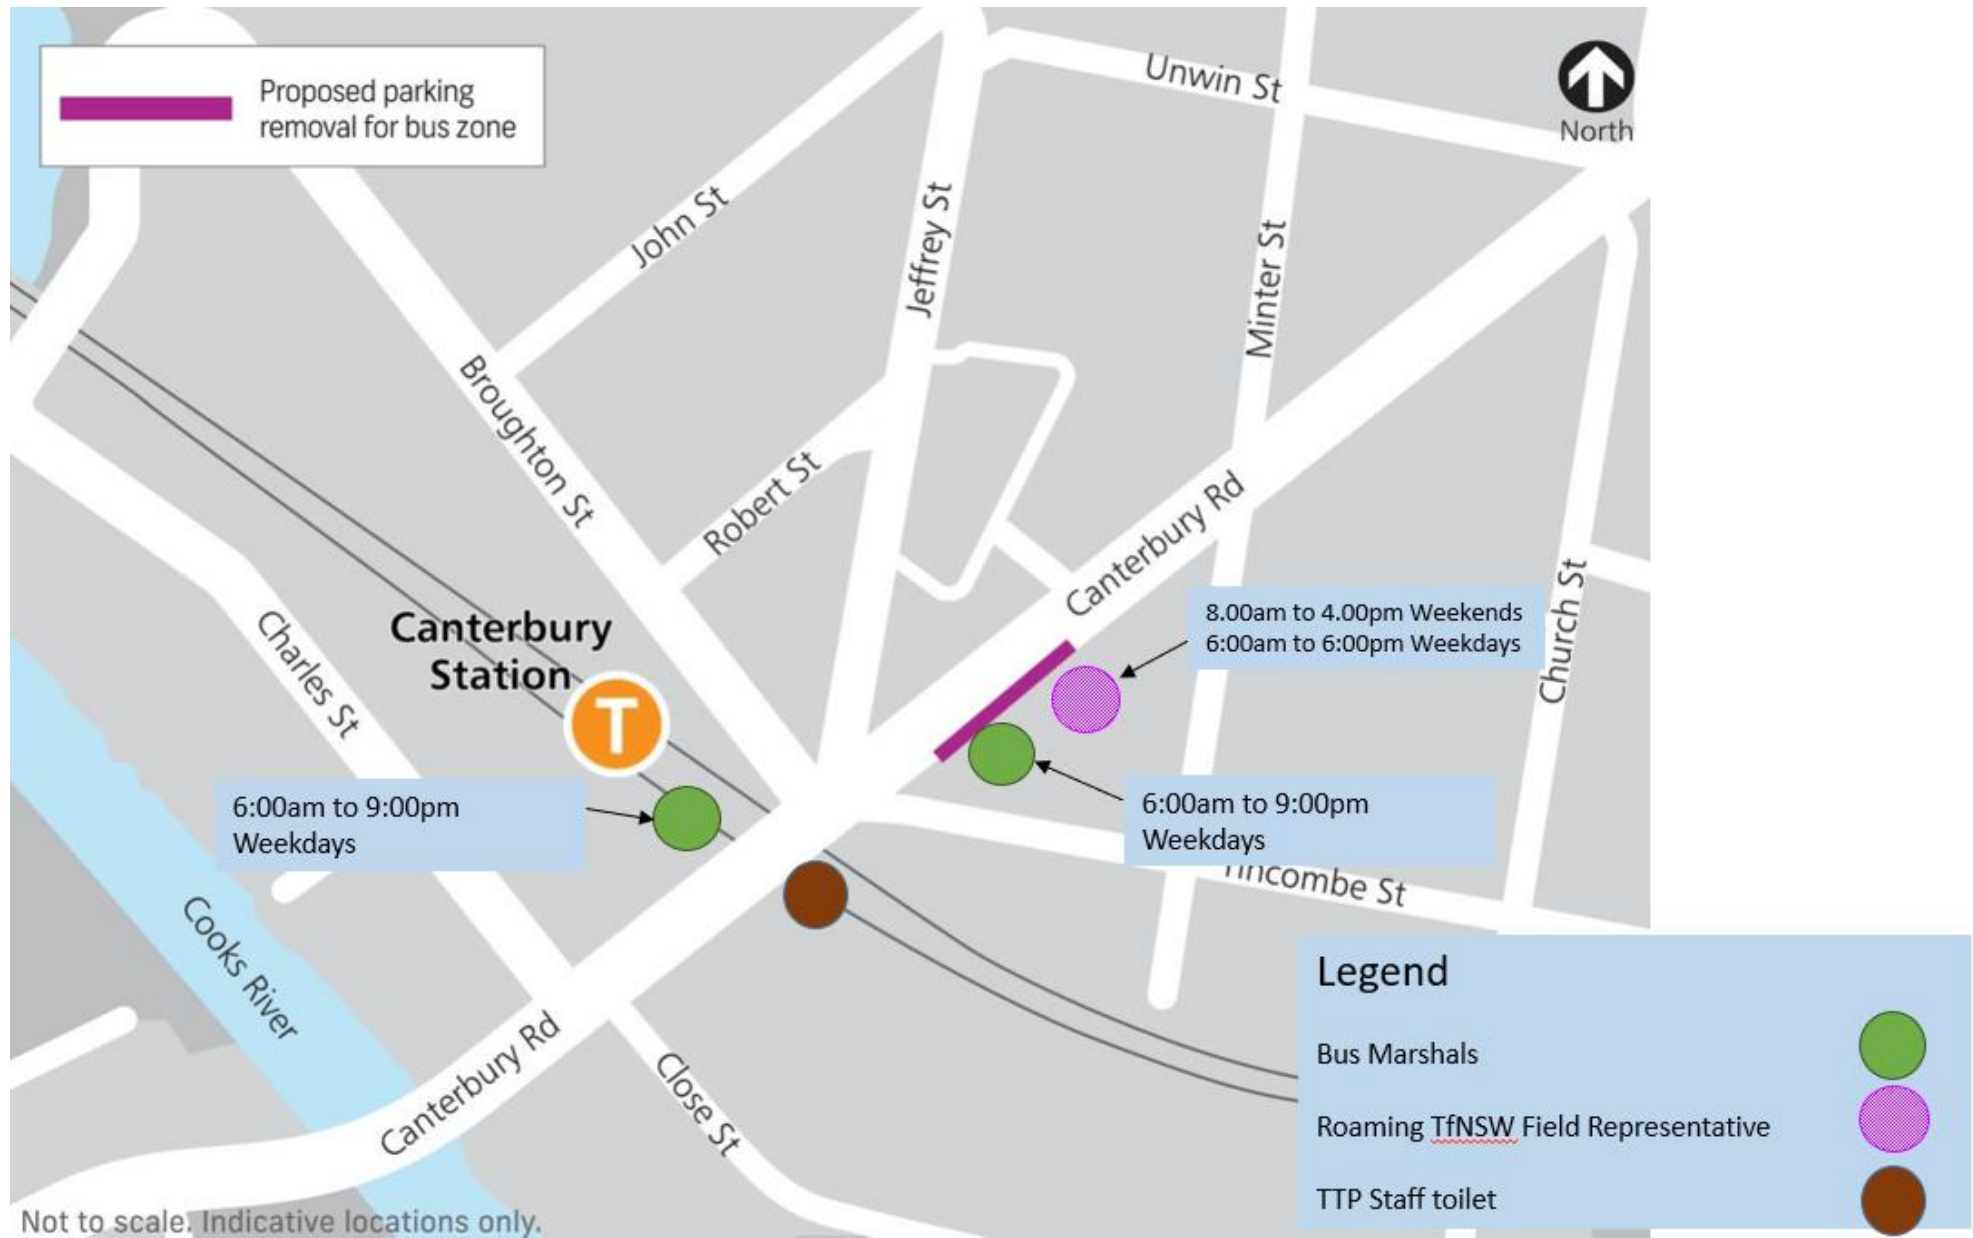 Proposed parking
removal for bus zone
Unwin St
North
John St
Jeffrey St
Minter St
Broughton St
Robert St
Canterbury Rd
Church St
8.00am to 4.00pm Weekends
6:00am to 6:00pm Weekdays
Canterbury
Station
T
Charles St
6:00am to 9:00pm
Weekdays
6:00am to 9:00pm
Weekdays
St
Cooks River
Canterbury Rd
Close St
Legend
Bus Marshals
Roaming TfNSW Field Representative
TTP Staff toilet
Not to scale. Indicative locations only.